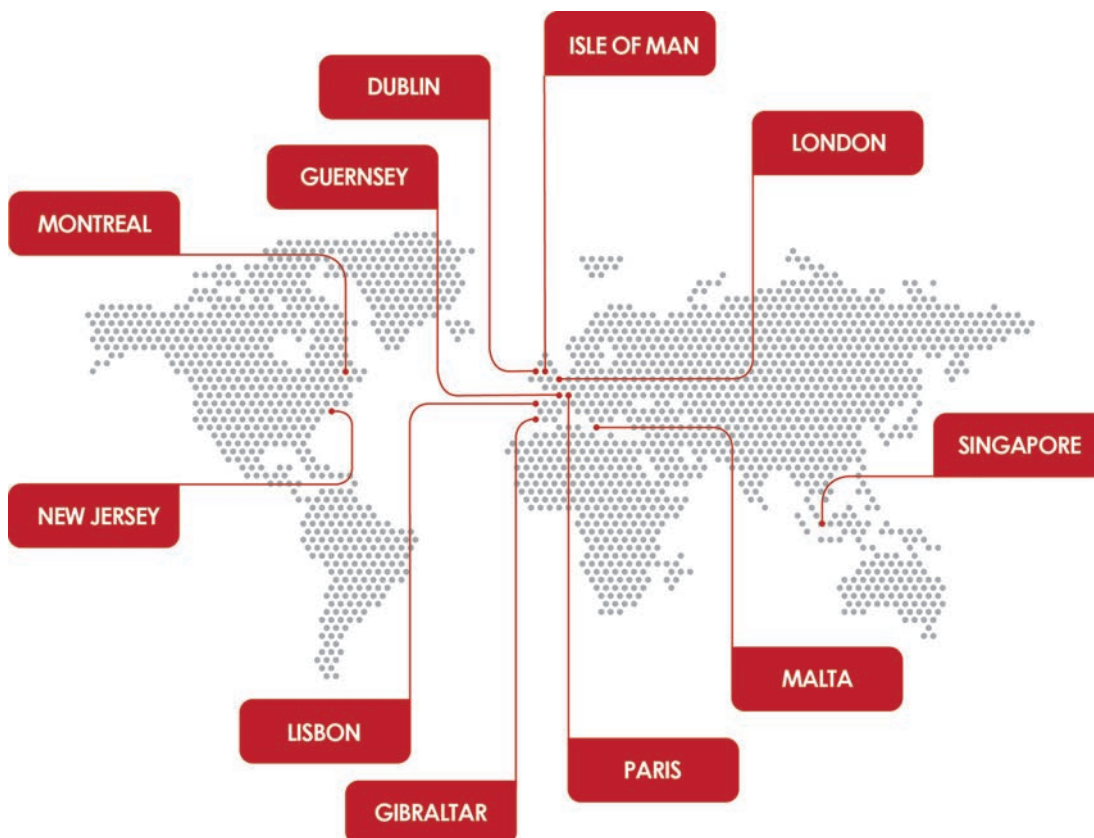 ISLE OF MAN
DUBLIN
LONDON
GUERNSEY
MONTREAL
SINGAPORE
NEW JERSEY
MALTA
LISBON
PARIS
GIBRALTAR